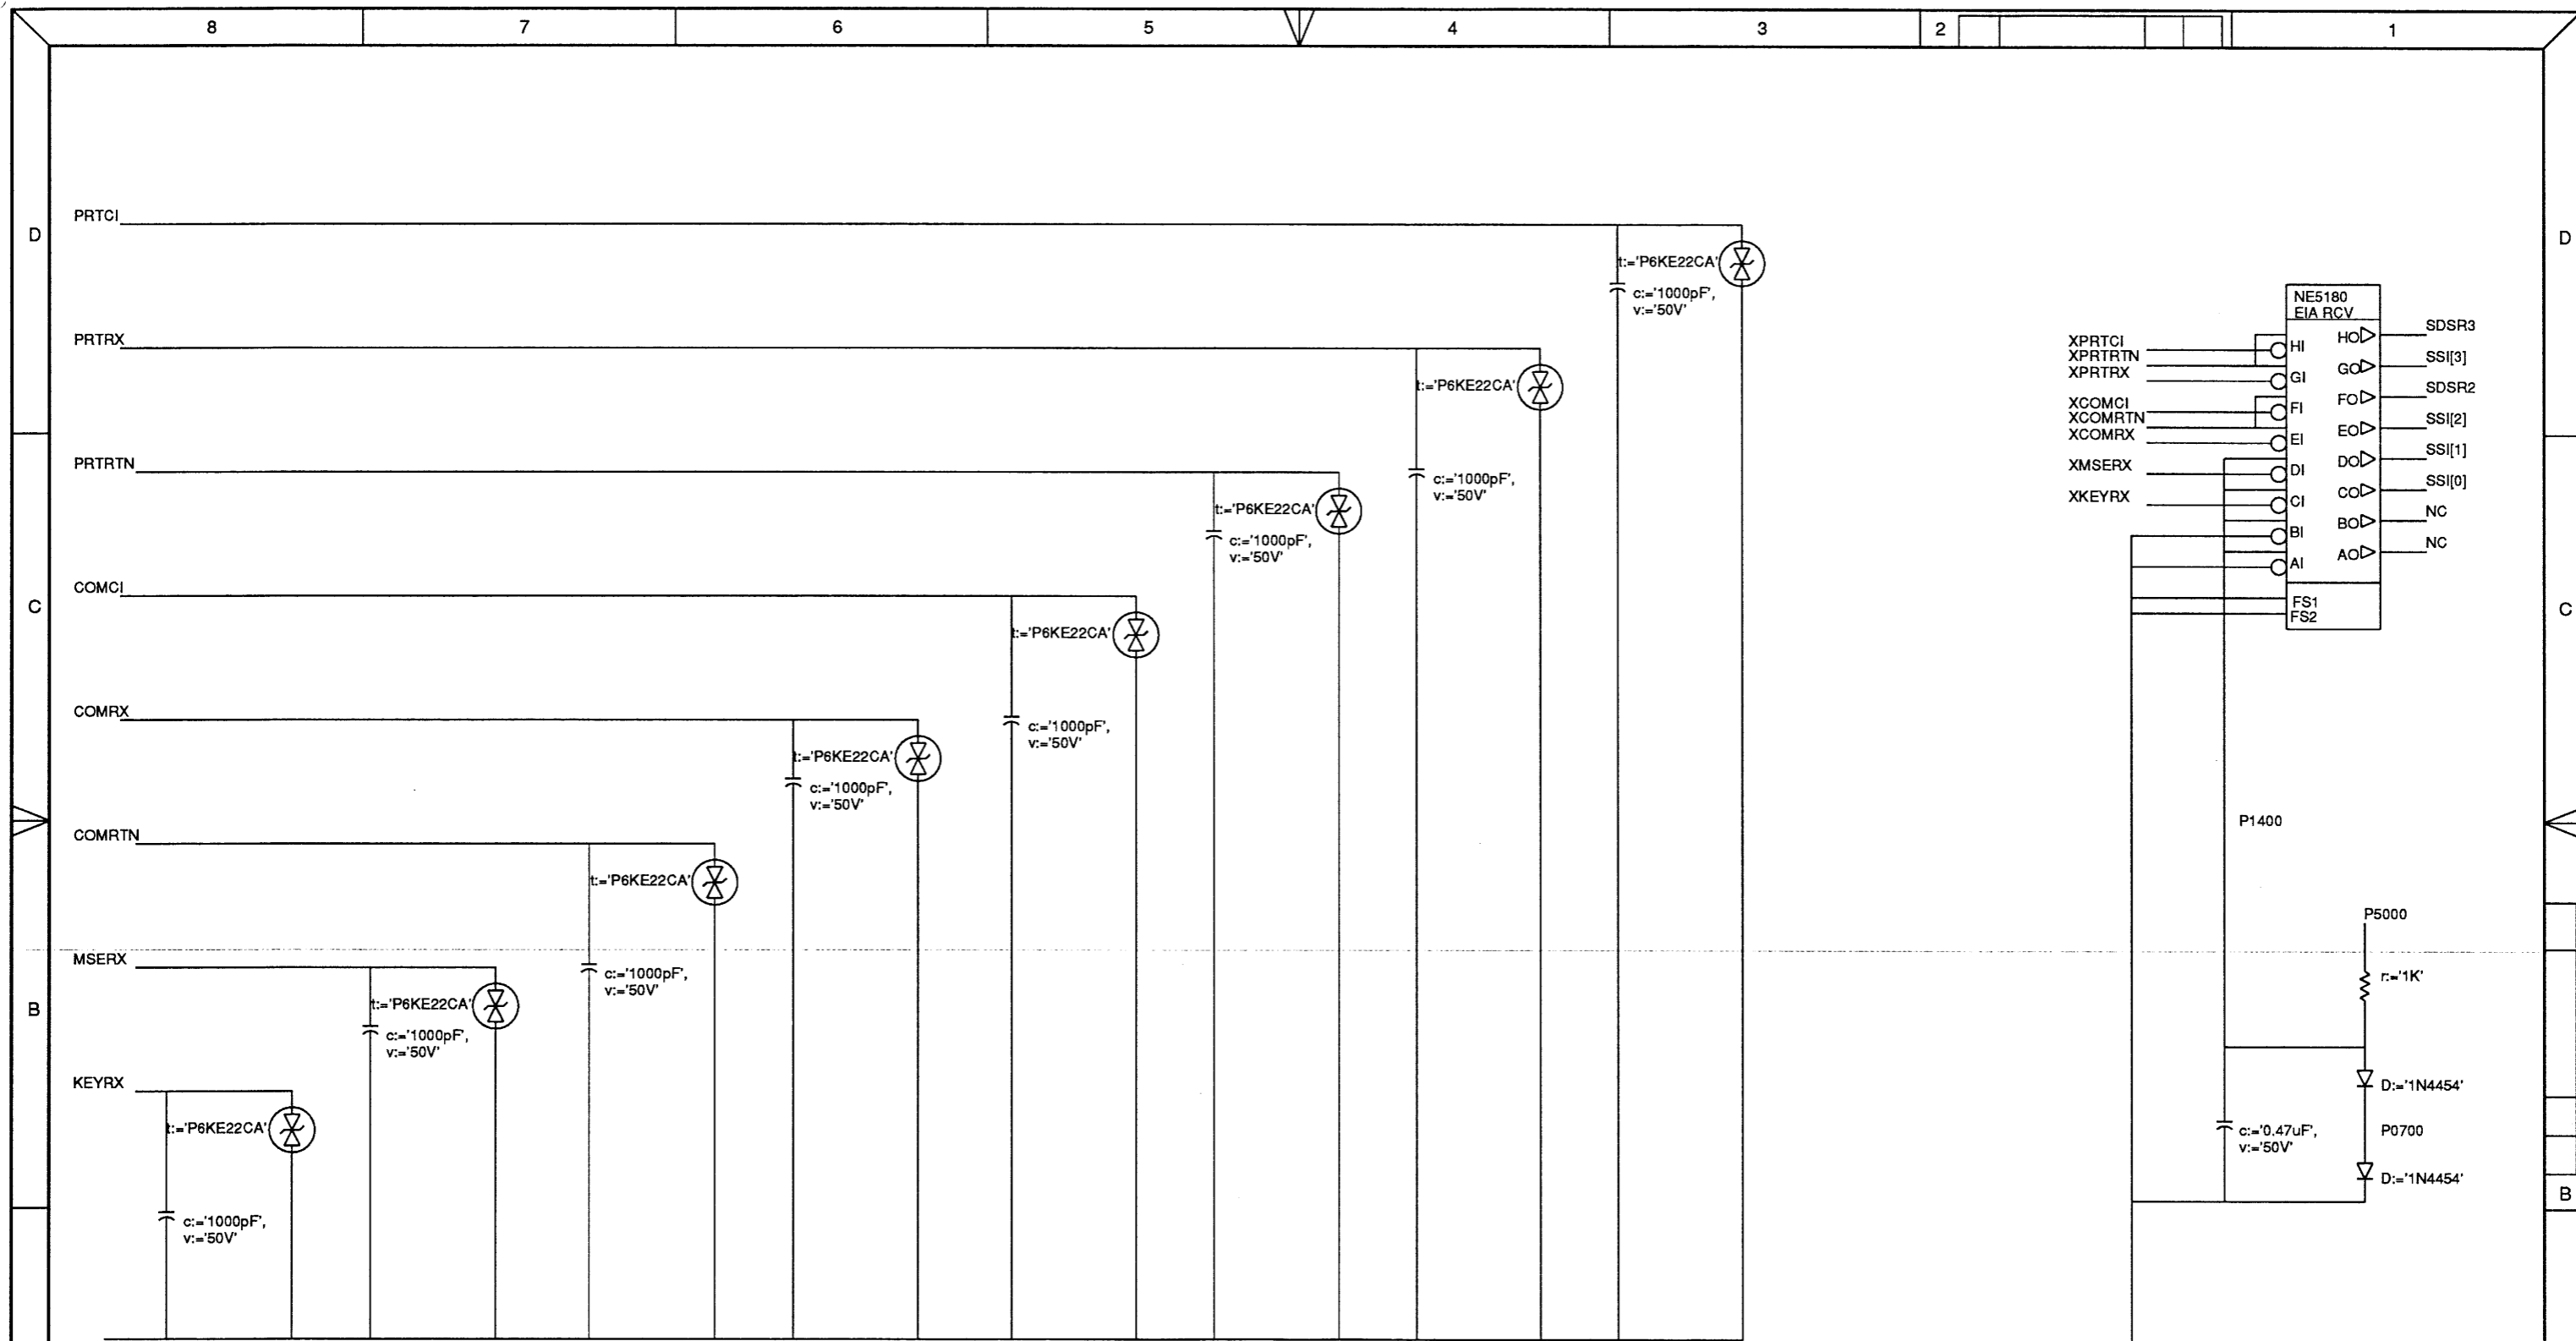 8 7 6 5 4 3 2 1
D D
PRTCI
t:='P6KE22CA'
c:='1000pF',
v:='50V'
PRTRX
t:='P6KE22CA'
c:='1000pF',
v:='50V'
PRTRTN
t:='P6KE22CA'
c:='1000pF',
v:='50V'
C C
COMCI
t:='P6KE22CA'
c:='1000pF',
v:='50V'
COMRX
t:='P6KE22CA'
c:='1000pF',
v:='50V'
COMRTN
t:='P6KE22CA'
c:='1000pF',
v:='50V'
MSERX
t:='P6KE22CA'
c:='1000pF',
v:='50V'
B B
KEYRX
t:='P6KE22CA'
c:='1000pF',
v:='50V'
NE5180
EIA RCV
XPRTCI
XPRTRTN
XPRTRX
XCOMCI
XCOMRTN
XCOMRX
XMSERX
XKEYRX
HI HO SDSR3
GI GO SSI[3]
FI FO SDSR2
EI EO SSI[2]
DI DO SSI[1]
CI CO SSI[0]
BI BO NC
AI AO NC
FS1
FS2
P1400
P5000
r:='1K'
D:='1N4454'
c:='0.47uF',
v:='50V'
P0700
D:='1N4454'